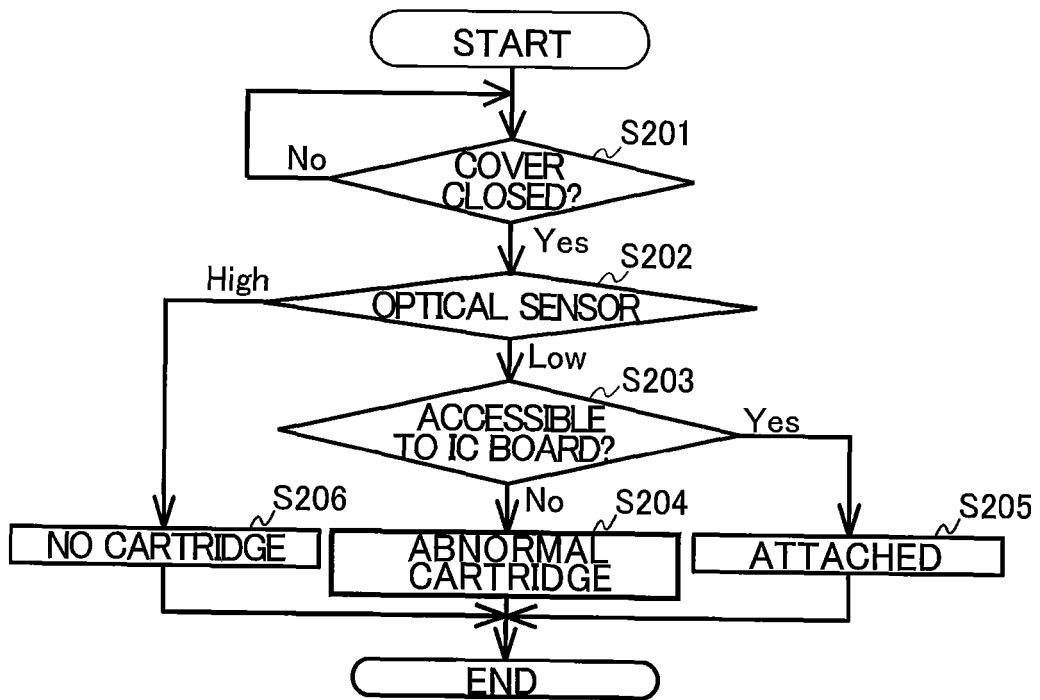 START
S201
No
COVER
CLOSED?
Yes
S202
High
OPTICAL SENSOR
Low
S203
ACCESSIBLE
TO IC BOARD?
Yes
No
S206
S204
S205
NO CARTRIDGE
ABNORMAL
CARTRIDGE
ATTACHED
END